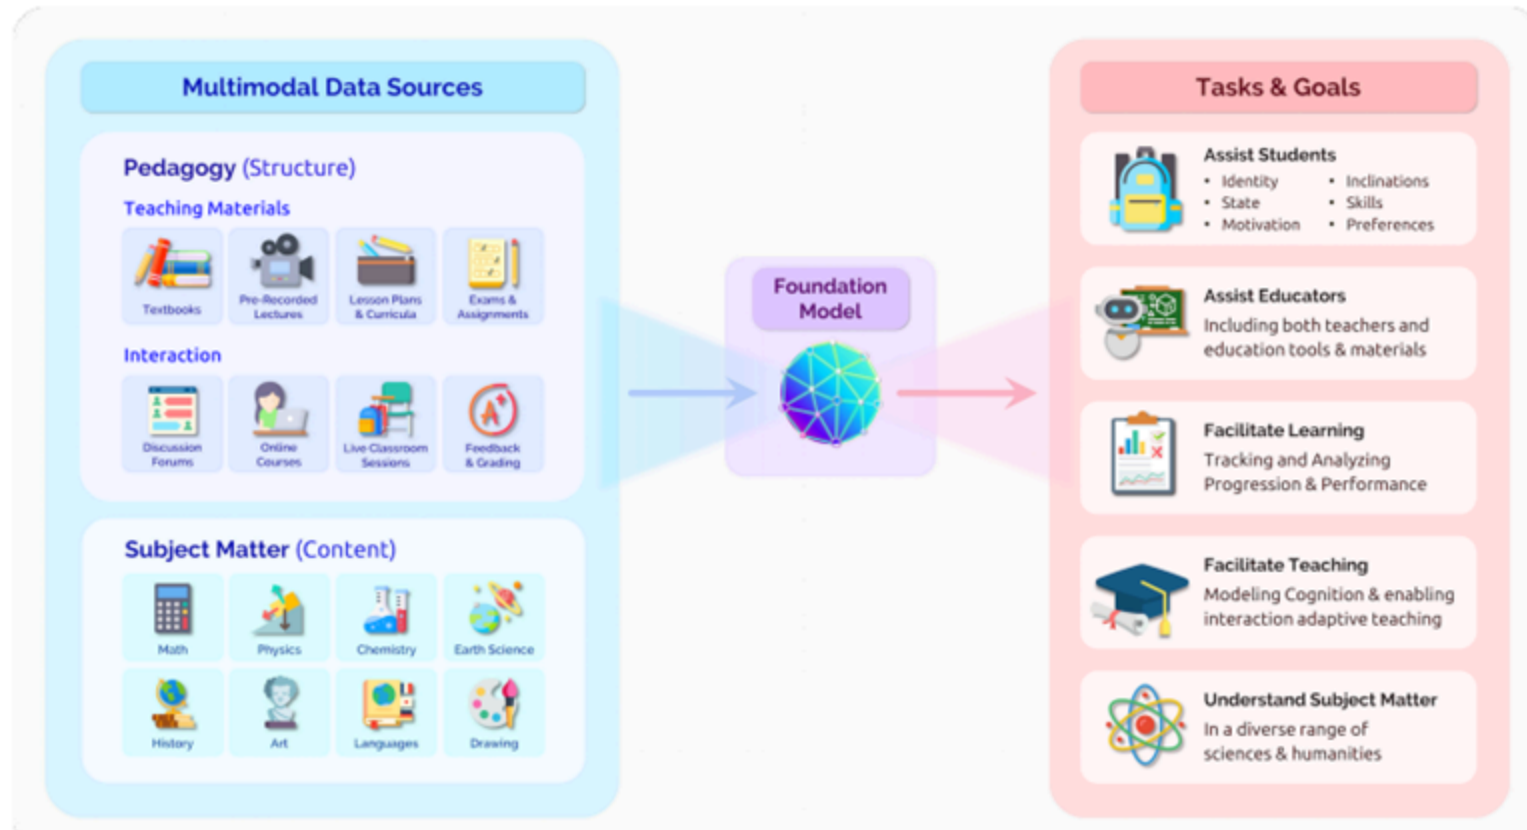 Multimodal Data Sources
Pedagogy (Structure)
Teaching Materials
Textbooks
Pre-Recorded
Lectures
Lesson Plans
& Curricula
Exams &
Assignments
Interaction
Discussion
Forums
Online
Courses
Live Classroom
Sessions
Feedback
& Grading
A+
Subject Matter (Content)
Math
Physics
Chemistry
Earth Science
History
Art
Languages
Drawing
Foundation
Model
Tasks & Goals
Assist Students
• Identity
• State
• Motivation
• Inclinations
• Skills
• Preferences
Assist Educators
Including both teachers and
education tools & materials
Facilitate Learning
Tracking and Analyzing
Progression & Performance
Facilitate Teaching
Modeling Cognition & enabling
interaction adaptive teaching
Understand Subject Matter
In a diverse range of
sciences & humanities